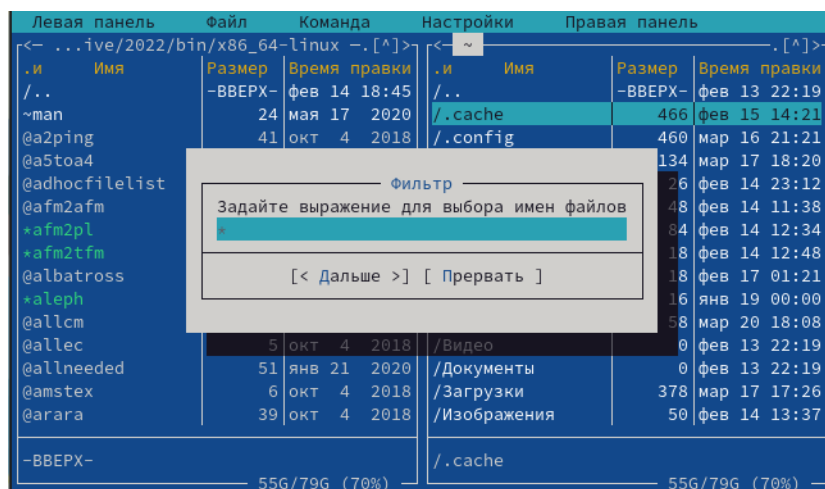 Левая панель Файл Команда Настройки Правая панель
<— ...ive/2022/bin/x86_64-linux —.[^]>
<— ~ .[^]>
.и Имя Размер Время правки .и Имя Размер Время правки
/.. -ВВЕРХ- фев 14 18:45 /.. -ВВЕРХ- фев 13 22:19
~man 24 мая 17 2020 /.cache 466 фев 15 14:21
@a2ping 41 окт 4 2018 /.config 460 мар 16 21:21
@a5toa4 134 мар 17 18:20
@adhocfilelist 26 фев 14 23:12
@afm2afm 48 фев 14 11:38
*afm2pl 84 фев 14 12:34
*afm2tfm 18 фев 14 12:48
@albatross 18 фев 17 01:21
*aleph 16 янв 19 00:00
@allcm 58 мар 20 18:08
@allec 5 окт 4 2018 /Видео 0 фев 13 22:19
@allneeded 51 янв 21 2020 /Документы 0 фев 13 22:19
@amstex 6 окт 4 2018 /Загрузки 378 мар 17 17:26
@arara 39 окт 4 2018 /Изображения 50 фев 14 13:37
Фильтр
Задайте выражение для выбора имен файлов
*
[< Дальше >] [ Прервать ]
-ВВЕРХ- /.cache
55G/79G (70%) 55G/79G (70%)